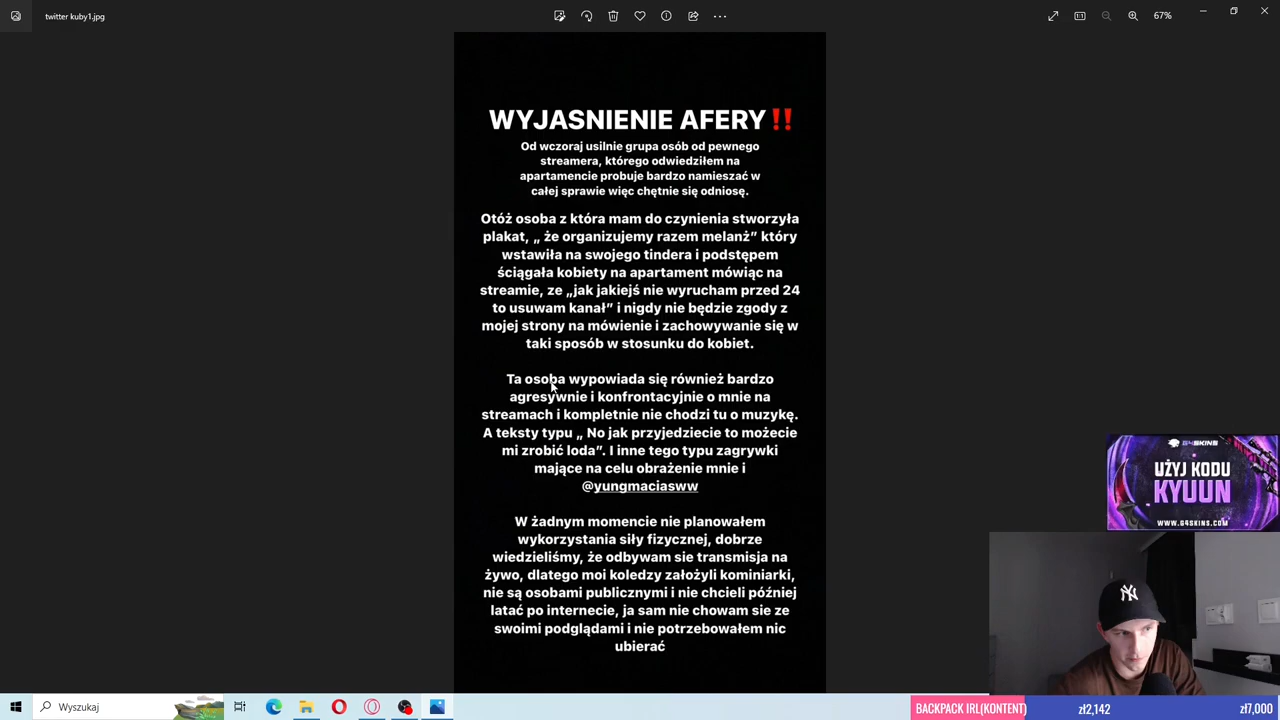 twitter kuby1.jpg
67%
WYJASNIENIE AFERY‼️
Od wczoraj usilnie grupa osób od pewnego
streamera, którego odwiedziłem na
apartamencie probuje bardzo namieszać w
całej sprawie więc chętnie się odniosę.
Otóż osoba z która mam do czynienia stworzyła
plakat, „ że organizujemy razem melanż” który
wstawiła na swojego tindera i podstępem
ściągała kobiety na apartament mówiąc na
streamie, ze „jak jakiejś nie wyrucham przed 24
to usuwam kanał” i nigdy nie będzie zgody z
mojej strony na mówienie i zachowywanie się w
taki sposób w stosunku do kobiet.
Ta osoba wypowiada się również bardzo
agresywnie i konfrontacyjnie o mnie na
streamach i kompletnie nie chodzi tu o muzykę.
A teksty typu „ No jak przyjedziecie to możecie
mi zrobić loda”. I inne tego typu zagrywki
mające na celu obrażenie mnie i
@yungmaciasww
W żadnym momencie nie planowałem
wykorzystania siły fizycznej, dobrze
wiedzieliśmy, że odbywam sie transmisja na
żywo, dlatego moi koledzy założyli kominiarki,
nie są osobami publicznymi i nie chcieli później
latać po internecie, ja sam nie chowam sie ze
swoimi podglądami i nie potrzebowałem nic
ubierać
G4SKINS
UŻYJ KODU
KYUUN
WWW.G4SKINS.COM
NY
Wyszukaj
BACKPACK IRL(KONTENT)
zł2,142
zł7,000